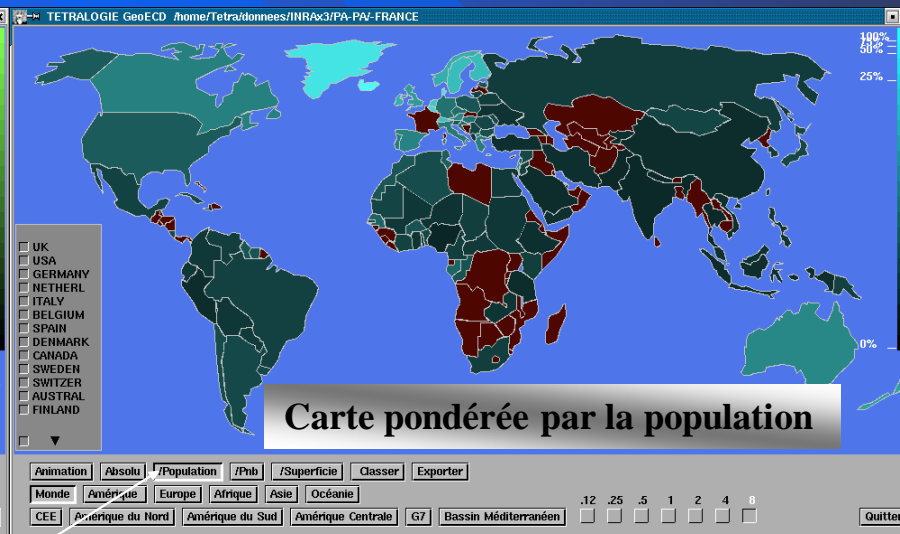 TETRALOGIE GeoECD /home/Tetra/donnees/INRAx3/PA-PA/-FRANCE
100%
50%
25%
0%
UK
USA
GERMANY
NETHERL
ITALY
BELGIUM
SPAIN
DENMARK
CANADA
SWEDEN
SWITZER
AUSTRAL
FINLAND
Carte pondérée par la population
Animation Absolu /Population /Pnb /Superficie Classer Exporter
Monde Amérique Europe Afrique Asie Océanie
.12 .25 .5 1 2 4 8
CEE Amérique du Nord Amérique du Sud Amérique Centrale G7 Bassin Méditerranéen Quitter